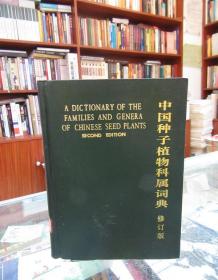 A DICTIONARY OF THE
FAMILIES AND GENERA
OF CHINESE SEED PLANTS
SECOND EDITION
中国种子植物科属词典 修订版